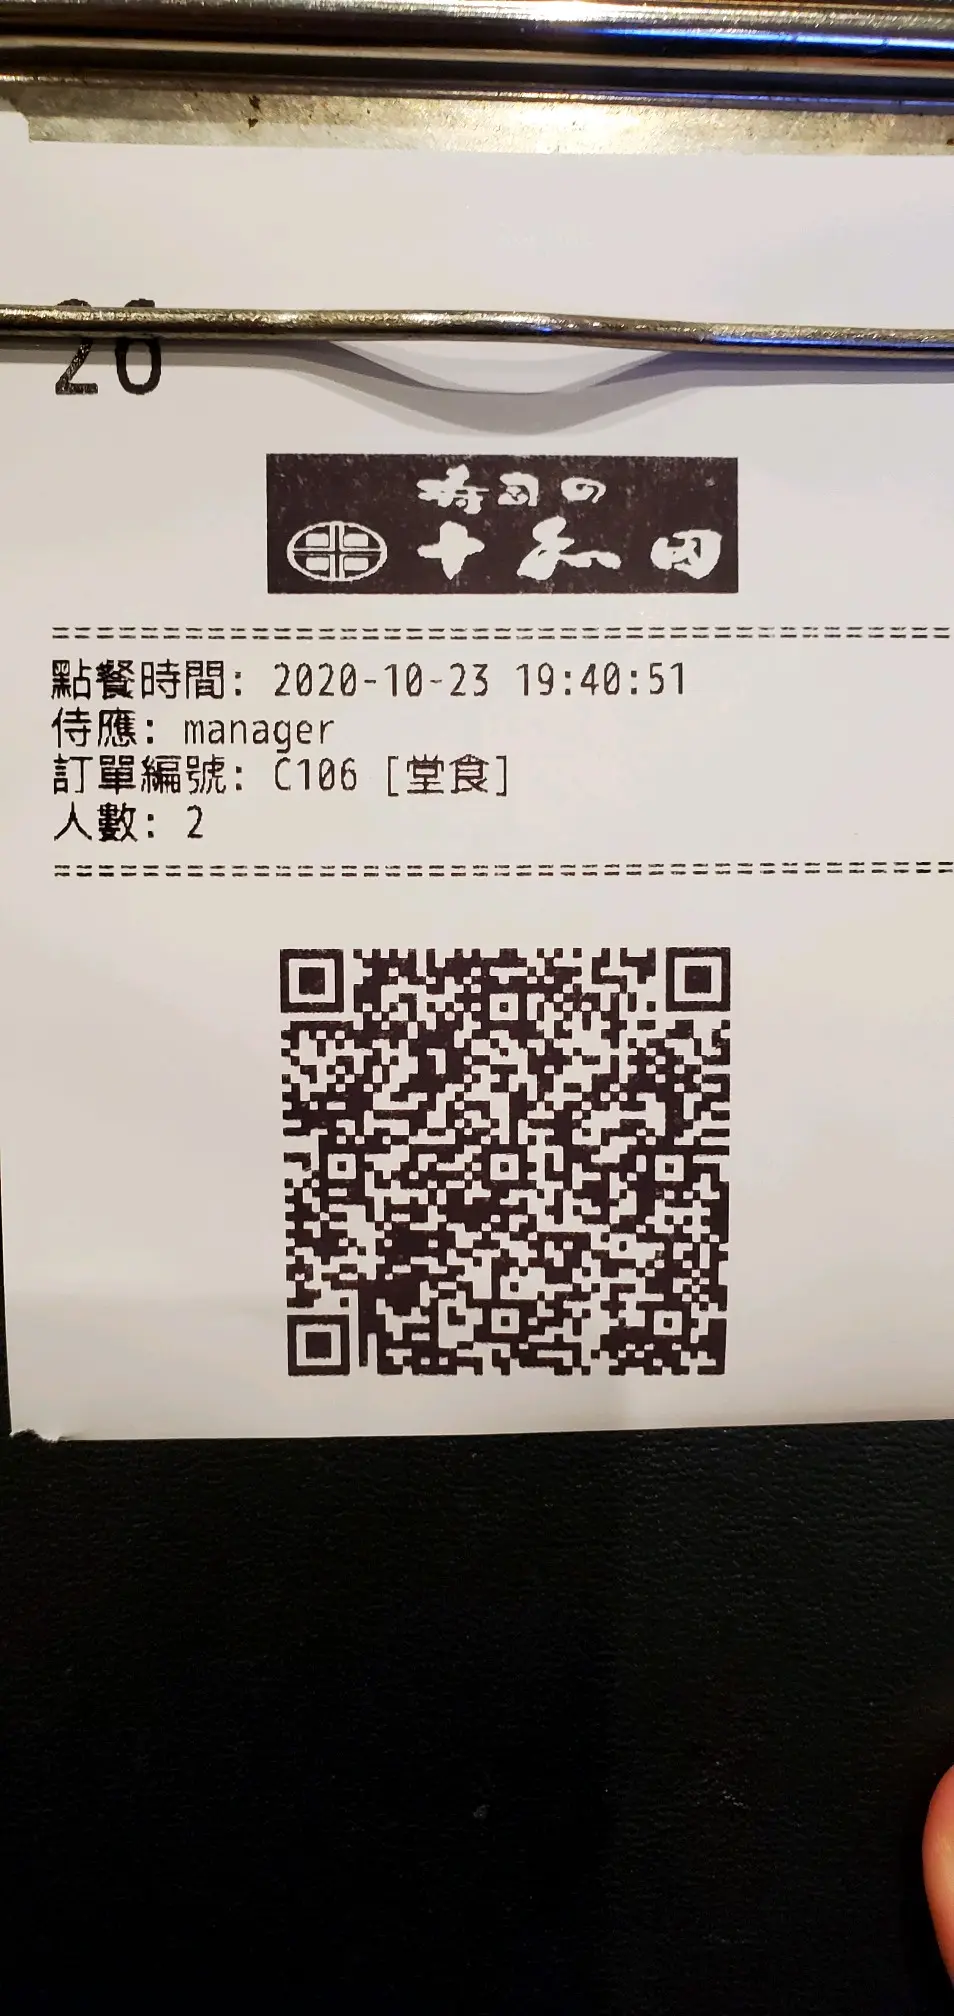 26
寿司の
十和田
點餐時間: 2020-10-23 19:40:51
侍應: manager
訂單編號: C106 [堂食]
人數: 2